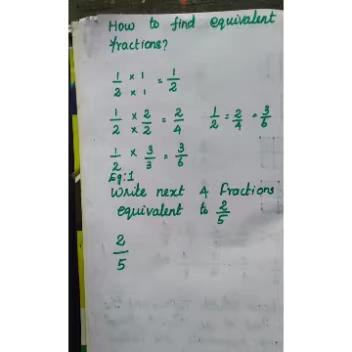 How to find equivalent
fractions?
1/2 × 1/× 1 = 1/2
1/2 × 2/× 2 = 2/4 1/2 = 2/4 = 3/6
1/2 × 3/3 = 3/6
Eg:1
Write next 4 fractions
equivalent to 2/5
2/5